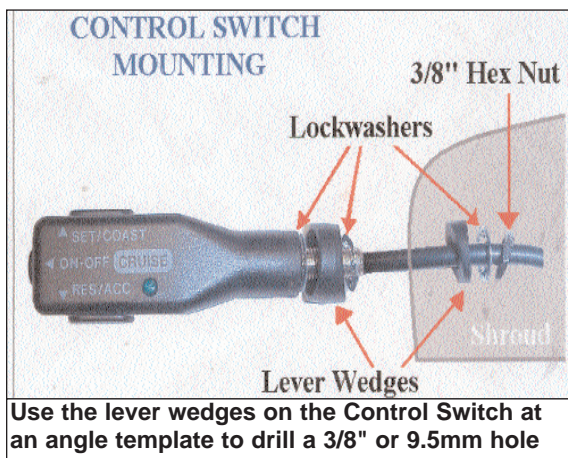 CONTROL SWITCH
MOUNTING
3/8" Hex Nut
Lockwashers
▲ SET/COAST
◄ ON-OFF CRUISE
▼ RES/ACC
Shroud
Lever Wedges
Use the lever wedges on the Control Switch at
an angle template to drill a 3/8" or 9.5mm hole